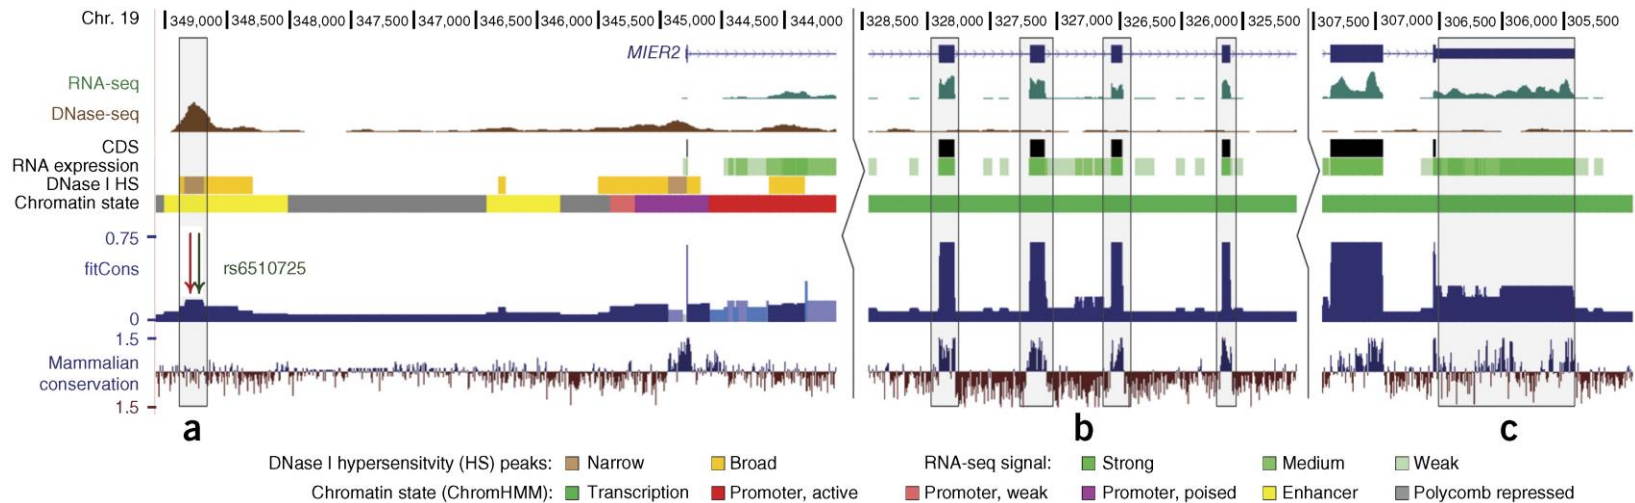 Chr. 19
349,000 348,500 348,000 347,500 347,000 346,500 345,500 345,000 344,500 344,000 328,500 328,000 327,500 327,000 326,500 326,000 325,500 307,500 307,000 306,500 306,000 305,500
MIER2
RNA-seq
DNase-seq
CDS
RNA expression
DNase I HS
Chromatin state
0.75
fitCons
rs6510725
0
1.5
Mammalian
conservation
1.5
a b c
DNase I hypersensitvity (HS) peaks: Narrow Broad RNA-seq signal: Strong Medium Weak
Chromatin state (ChromHMM): Transcription Promoter, active Promoter, weak Promoter, poised Enhancer Polycomb repressed